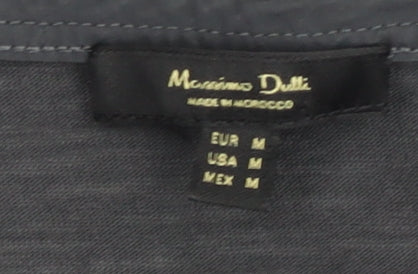 Massimo Dutti
MADE IN MOROCCO
EUR M
USA M
MEX M